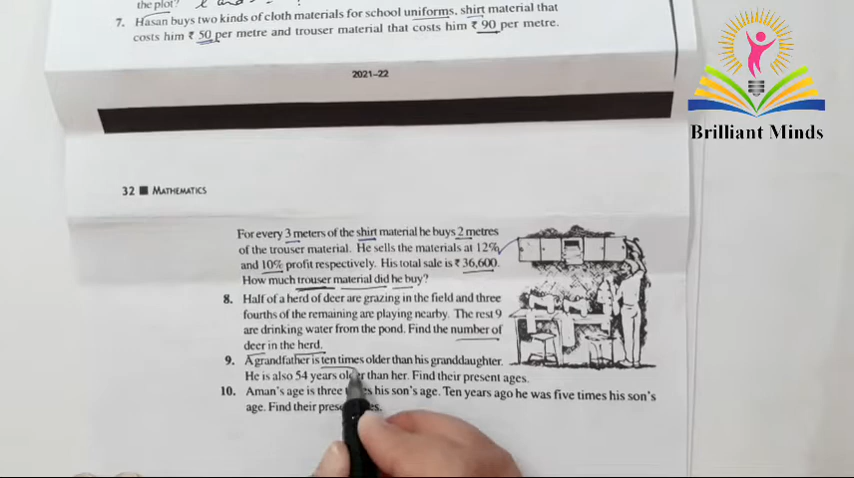 the plot?
7. Hasan buys two kinds of cloth materials for school uniforms, shirt material that
costs him ₹ 50 per metre and trouser material that costs him ₹ 90 per metre.
2021–22
Brilliant Minds
32 ■ MATHEMATICS
For every 3 meters of the shirt material he buys 2 metres
of the trouser material. He sells the materials at 12%
and 10% profit respectively. His total sale is ₹ 36,600.
How much trouser material did he buy?
8. Half of a herd of deer are grazing in the field and three
fourths of the remaining are playing nearby. The rest 9
are drinking water from the pond. Find the number of
deer in the herd.
9. A grandfather is ten times older than his granddaughter.
He is also 54 years older than her. Find their present ages.
10. Aman's age is three his son's age. Ten years ago he was five times his son's
age. Find their